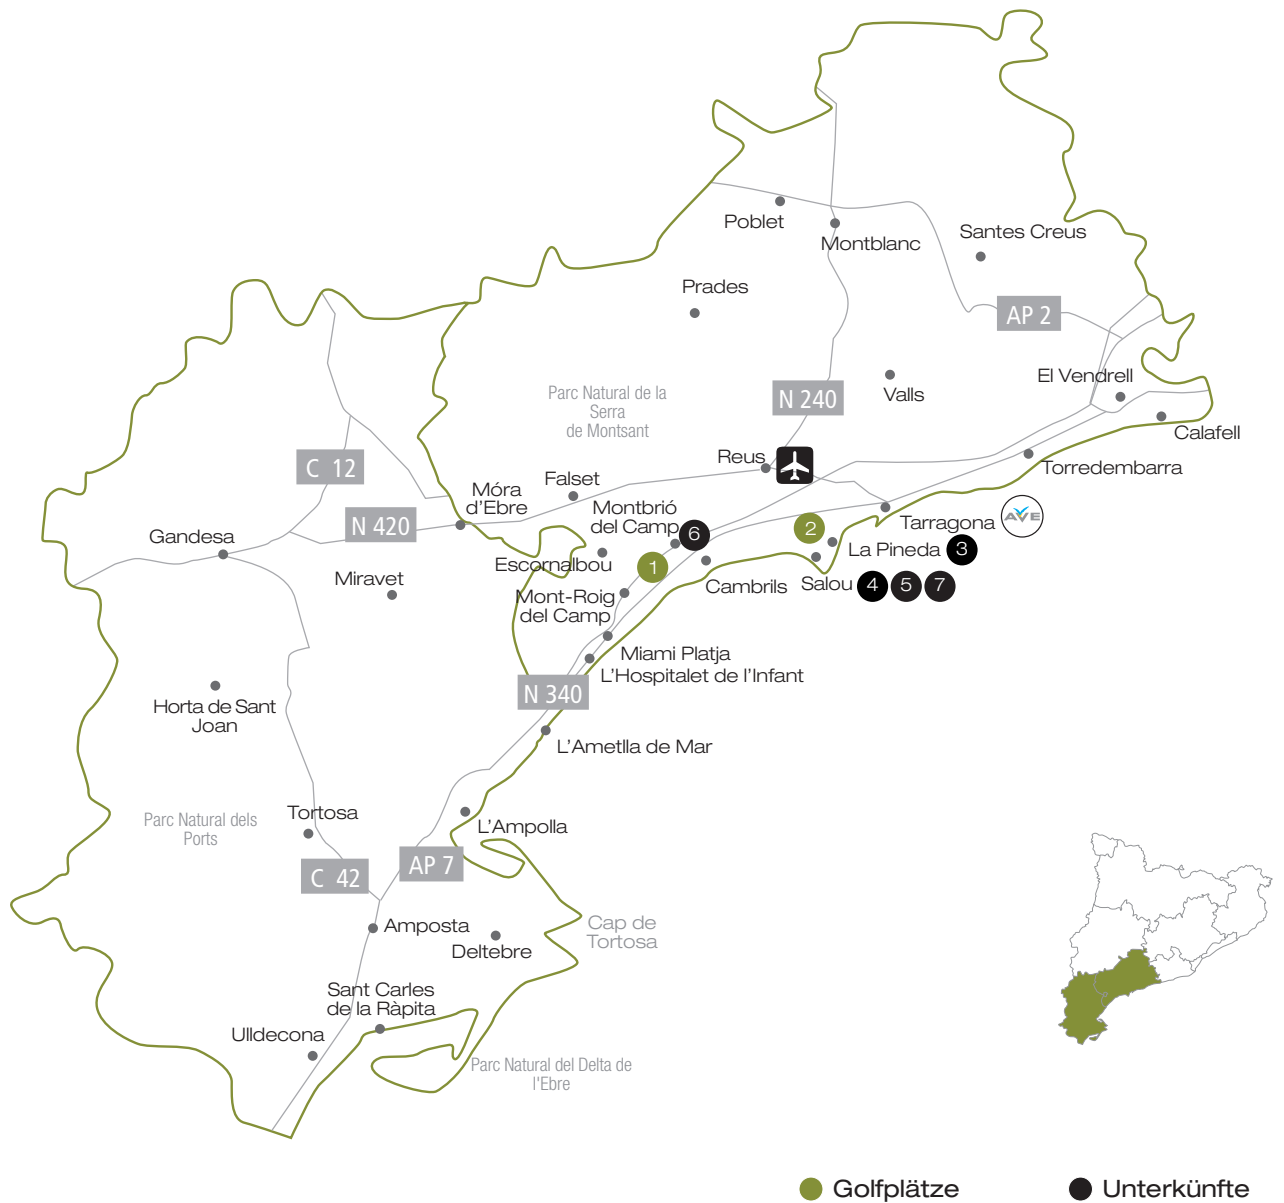 Poblet
Montblanc
Santes Creus
Prades
AP 2
El Vendrell
Parc Natural de la
Serra
de Montsant
N 240
Valls
Calafell
Reus
Torredembarra
C 12
Móra
d'Ebre
Falset
Montbrió
del Camp
6
2
Tarragona
AVE
N 420
Gandesa
Escornalbou
1
La Pineda
3
Miravet
Cambrils
Salou
4
5
7
Mont-Roig
del Camp
Miami Platja
L'Hospitalet de l'Infant
N 340
Horta de Sant
Joan
L'Ametlla de Mar
Parc Natural dels
Ports
Tortosa
L'Ampolla
C 42
AP 7
Amposta
Cap de
Tortosa
Deltebre
Sant Carles
de la Ràpita
Ulldecona
Parc Natural del Delta de
l'Ebre
Golfplätze
Unterkünfte